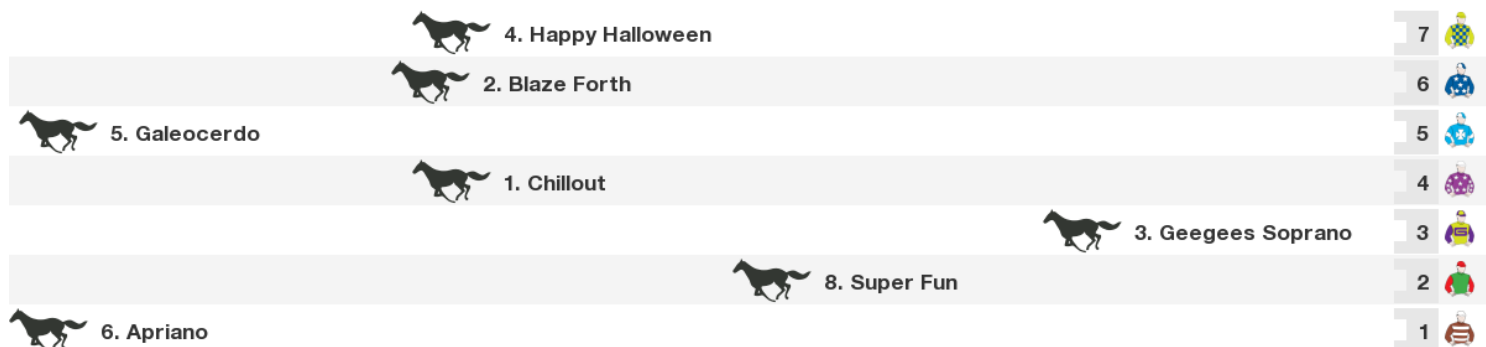 4. Happy Halloween 7
2. Blaze Forth 6
5. Galeocerdo 5
1. Chillout 4
3. Geegees Soprano 3
8. Super Fun 2
6. Apriano 1